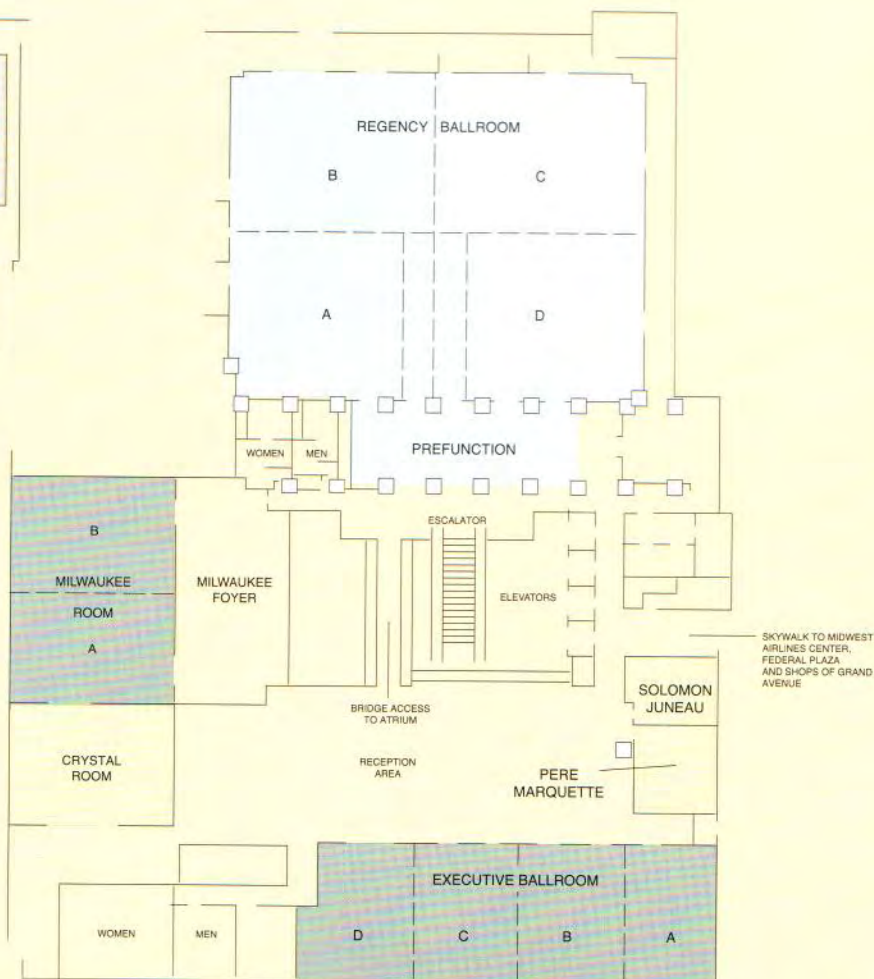 REGENCY BALLROOM
B
C
A
D
WOMEN
MEN
PREFUNCTION
ESCALATOR
B
MILWAUKEE
ROOM
A
MILWAUKEE
FOYER
ELEVATORS
SKYWALK TO MIDWEST
AIRLINES CENTER,
FEDERAL PLAZA
AND SHOPS OF GRAND
AVENUE
SOLOMON
JUNEAU
BRIDGE ACCESS
TO ATRIUM
CRYSTAL
ROOM
RECEPTION
AREA
PERE
MARQUETTE
EXECUTIVE BALLROOM
WOMEN
MEN
D
C
B
A